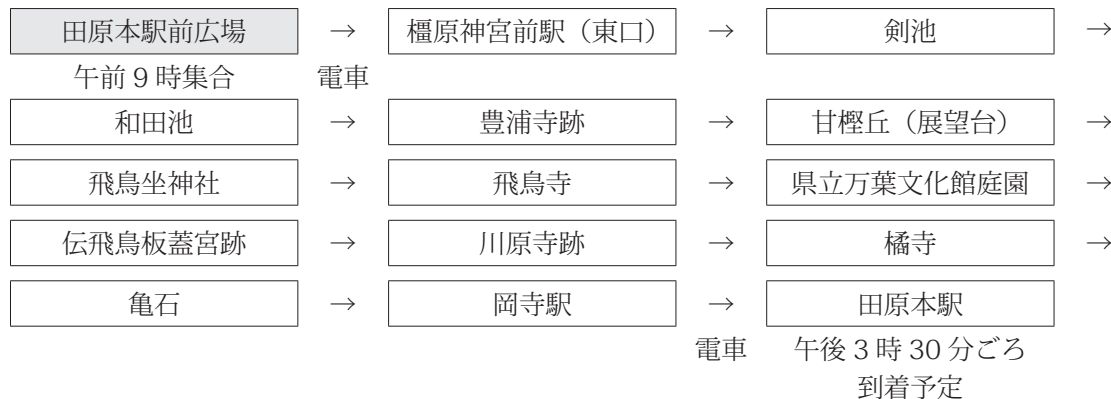 田原本駅前広場 → 橿原神宮前駅（東口） → 剣池 →
午前 9 時集合 電車
和田池 → 豊浦寺跡 → 甘樫丘（展望台） →
飛鳥坐神社 → 飛鳥寺 → 県立万葉文化館庭園 →
伝飛鳥板蓋宮跡 → 川原寺跡 → 橘寺 →
亀石 → 岡寺駅 → 田原本駅
電車 午後 3 時 30 分ごろ
到着予定